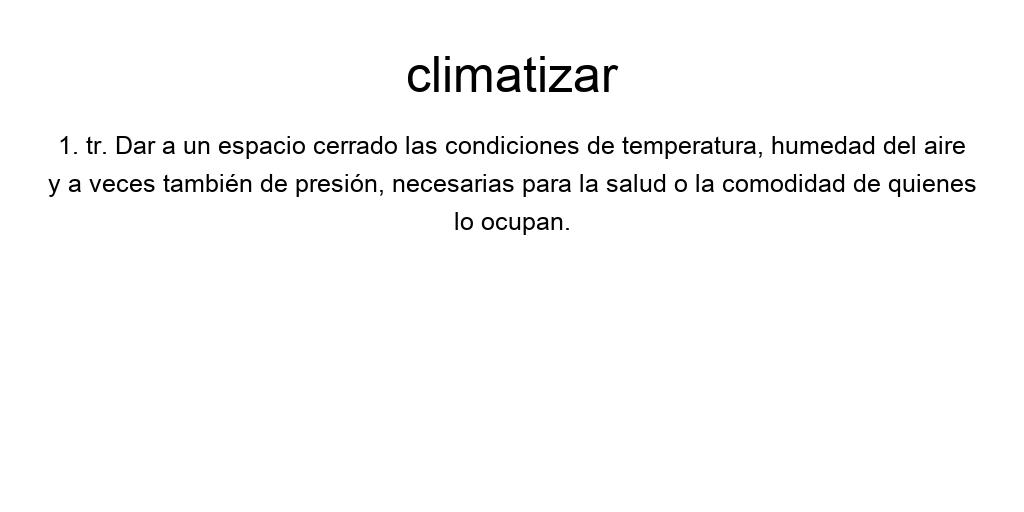 climatizar
1. tr. Dar a un espacio cerrado las condiciones de temperatura, humedad del aire
y a veces también de presión, necesarias para la salud o la comodidad de quienes
lo ocupan.